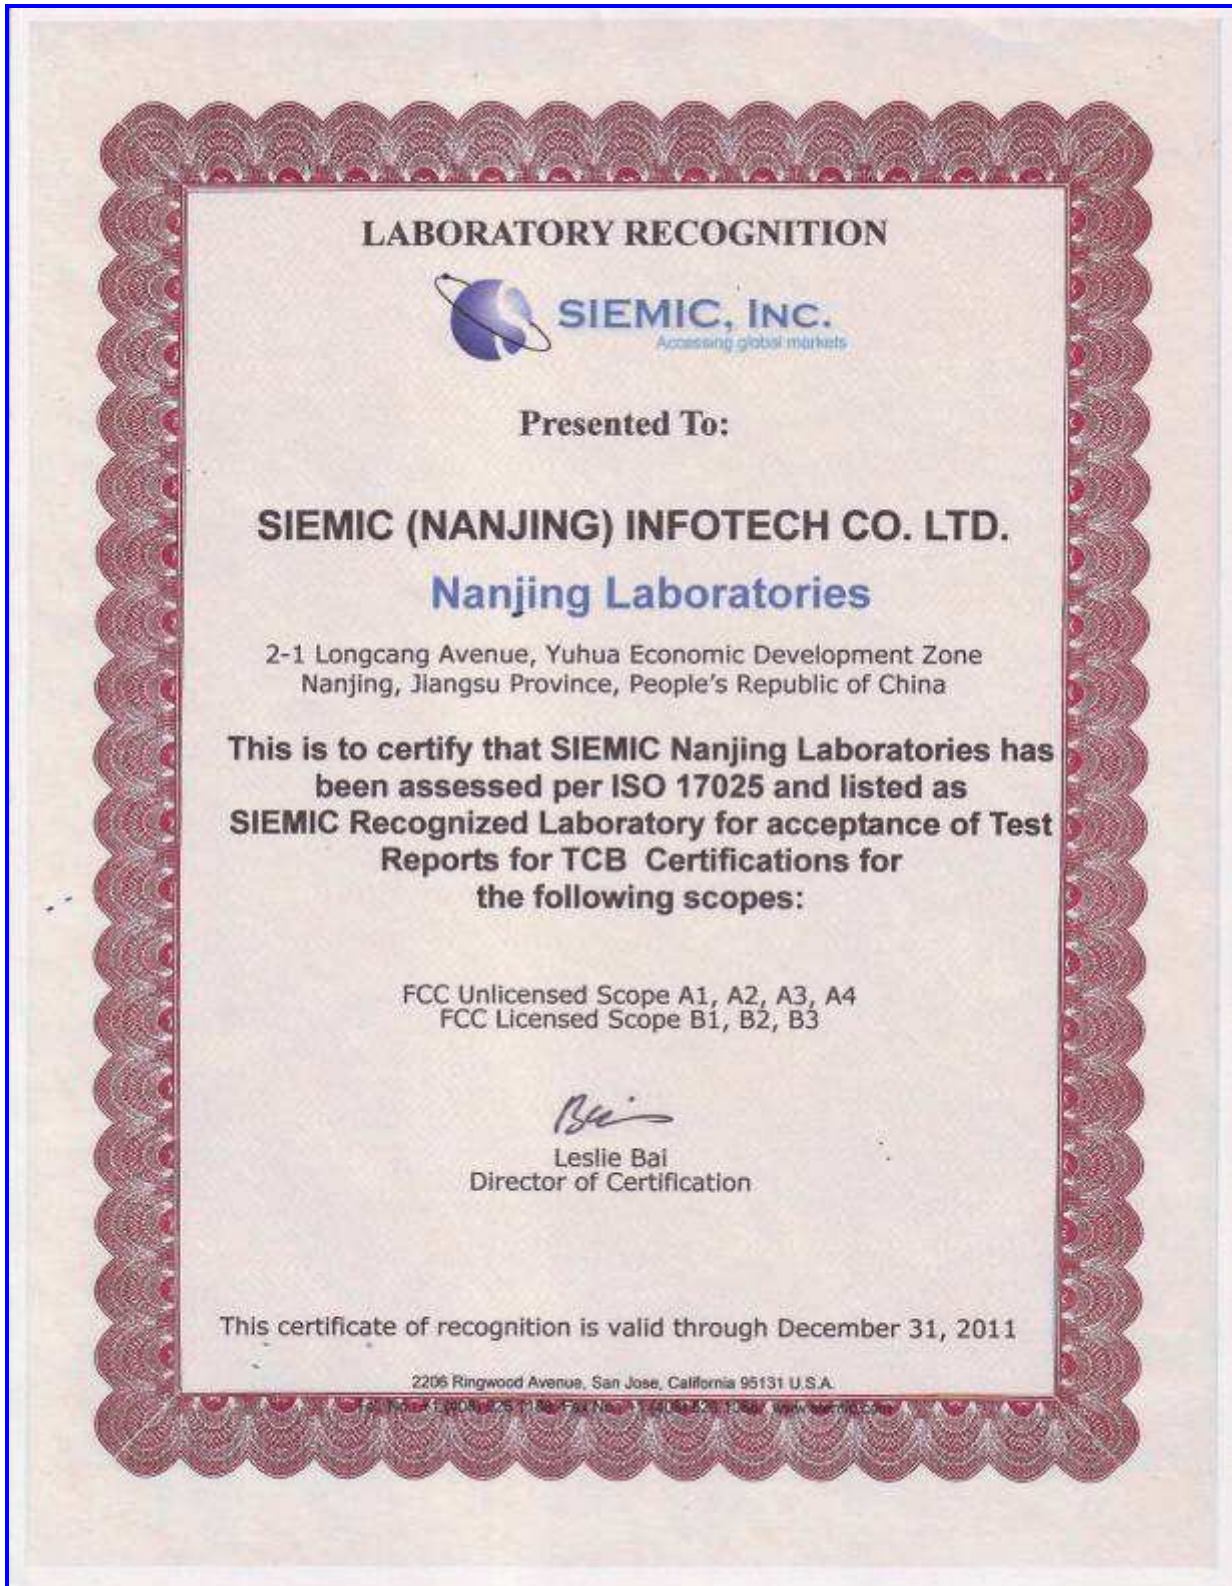 LABORATORY RECOGNITION
SIEMIC, INC.
Accessing global markets
Presented To:
SIEMIC (NANJING) INFOTECH CO. LTD.
Nanjing Laboratories
2-1 Longcang Avenue, Yuhua Economic Development Zone
Nanjing, Jiangsu Province, People's Republic of China
This is to certify that SIEMIC Nanjing Laboratories has
been assessed per ISO 17025 and listed as
SIEMIC Recognized Laboratory for acceptance of Test
Reports for TCB Certifications for
the following scopes:
FCC Unlicensed Scope A1, A2, A3, A4
FCC Licensed Scope B1, B2, B3
Bai
Leslie Bai
Director of Certification
This certificate of recognition is valid through December 31, 2011
2206 Ringwood Avenue, San Jose, California 95131 U.S.A.
Fax No.